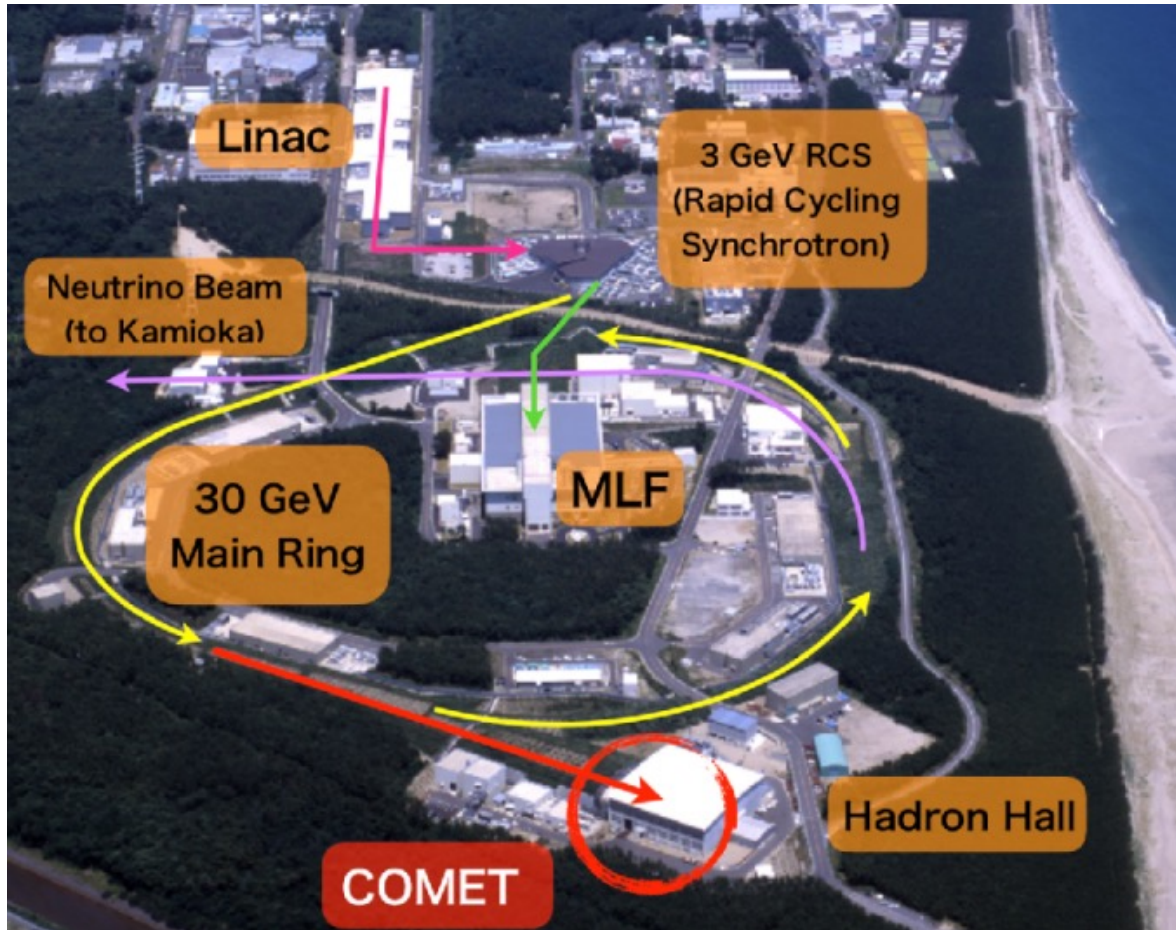 Linac
3 GeV RCS
(Rapid Cycling
Synchrotron)
Neutrino Beam
(to Kamioka)
30 GeV
Main Ring
MLF
Hadron Hall
COMET